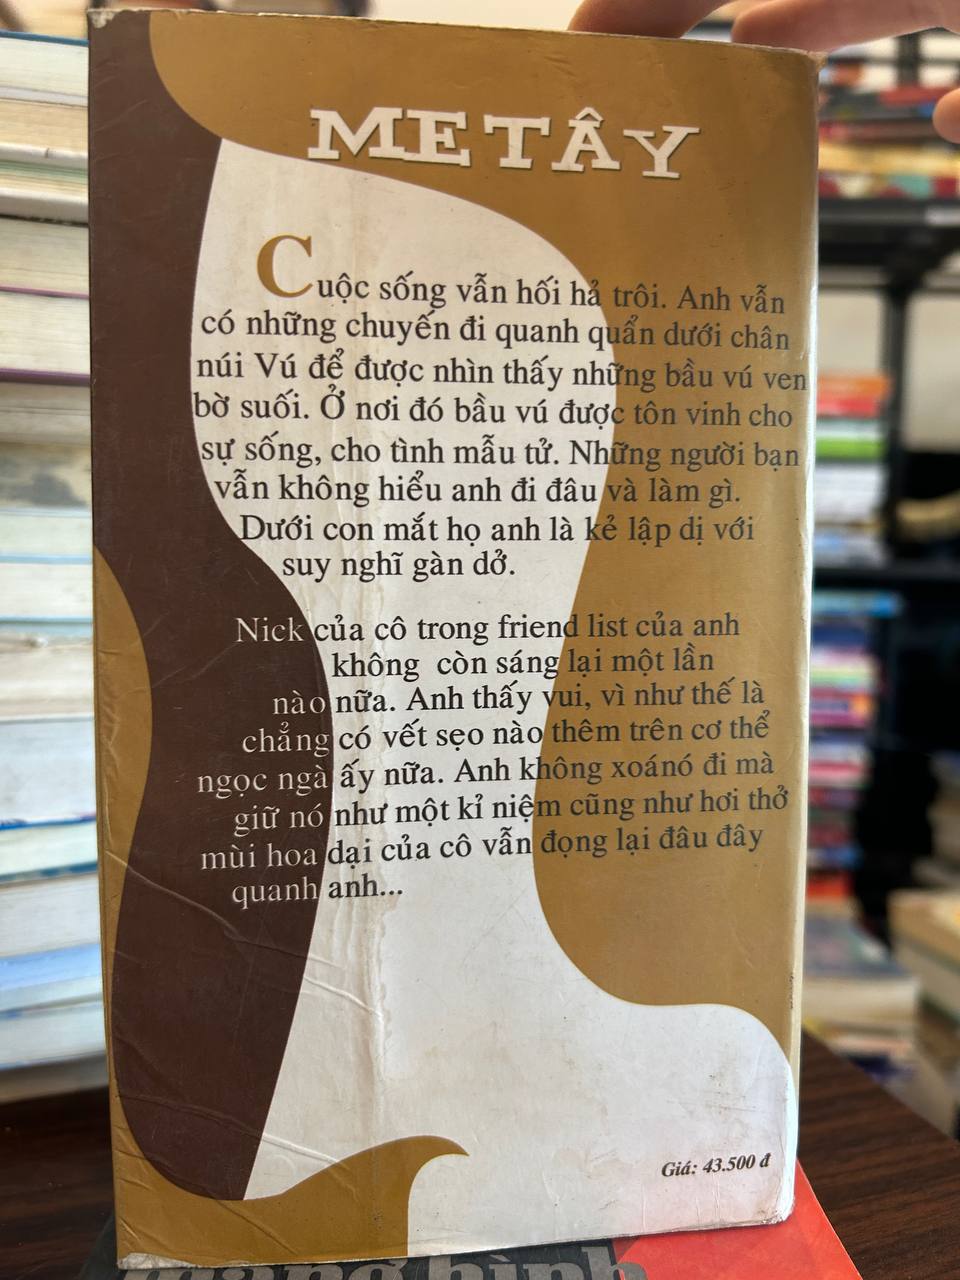 ME TÂY
Cuộc sống vẫn hối hả trôi. Anh vẫn
có những chuyến đi quanh quẩn dưới chân
núi Vú để được nhìn thấy những bầu vú ven
bờ suối. Ở nơi đó bầu vú được tôn vinh cho
sự sống, cho tình mẫu tử. Những người bạn
vẫn không hiểu anh đi đâu và làm gì.
Dưới con mắt họ anh là kẻ lập dị với
suy nghĩ gàn dở.
Nick của cô trong friend list của anh
không còn sáng lại một lần
nào nữa. Anh thấy vui, vì như thế là
chẳng có vết sẹo nào thêm trên cơ thể
ngọc ngà ấy nữa. Anh không xoánó đi mà
giữ nó như một kỉ niệm cũng như hơi thở
mùi hoa dại của cô vẫn đọng lại đâu đây
quanh anh...
Giá: 43.500 đ
mang bình